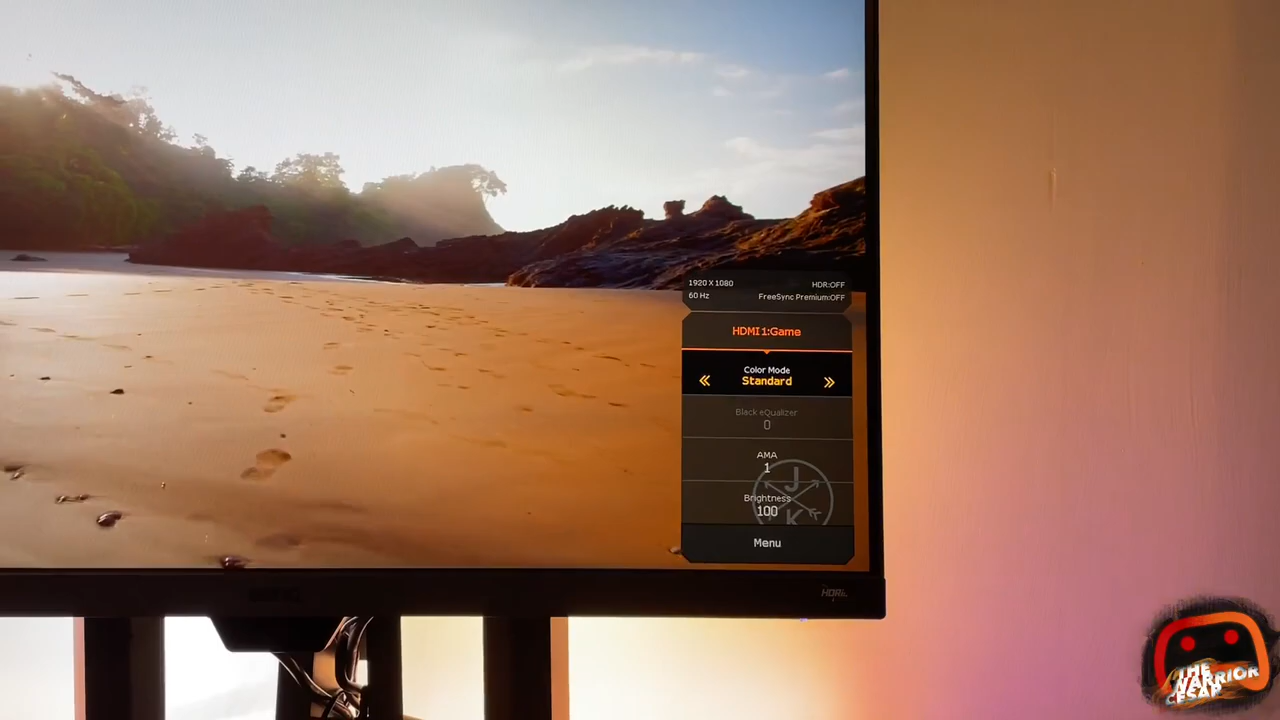 1920 X 1080
HDR:OFF
60 Hz
FreeSync Premium:OFF
HDMI 1:Game
Color Mode
Standard
Black eQualizer
0
AMA
1
Brightness
100
Menu
J
K
HDRi
THE
WARRIOR